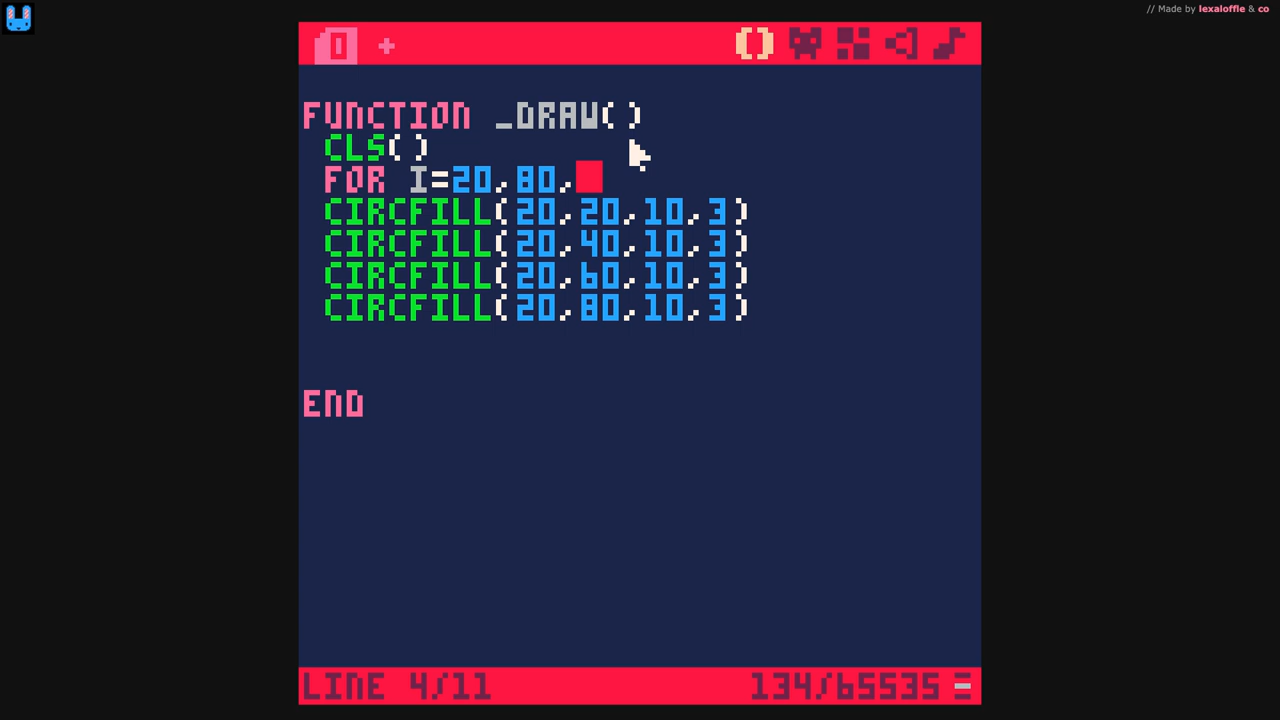 // Made by lexaloffle & co
0 +
FUNCTION _DRAW()
CLS()
FOR I=20,80,
CIRCFILL(20,20,10,3)
CIRCFILL(20,40,10,3)
CIRCFILL(20,60,10,3)
CIRCFILL(20,80,10,3)
END
LINE 4/11
134/65535